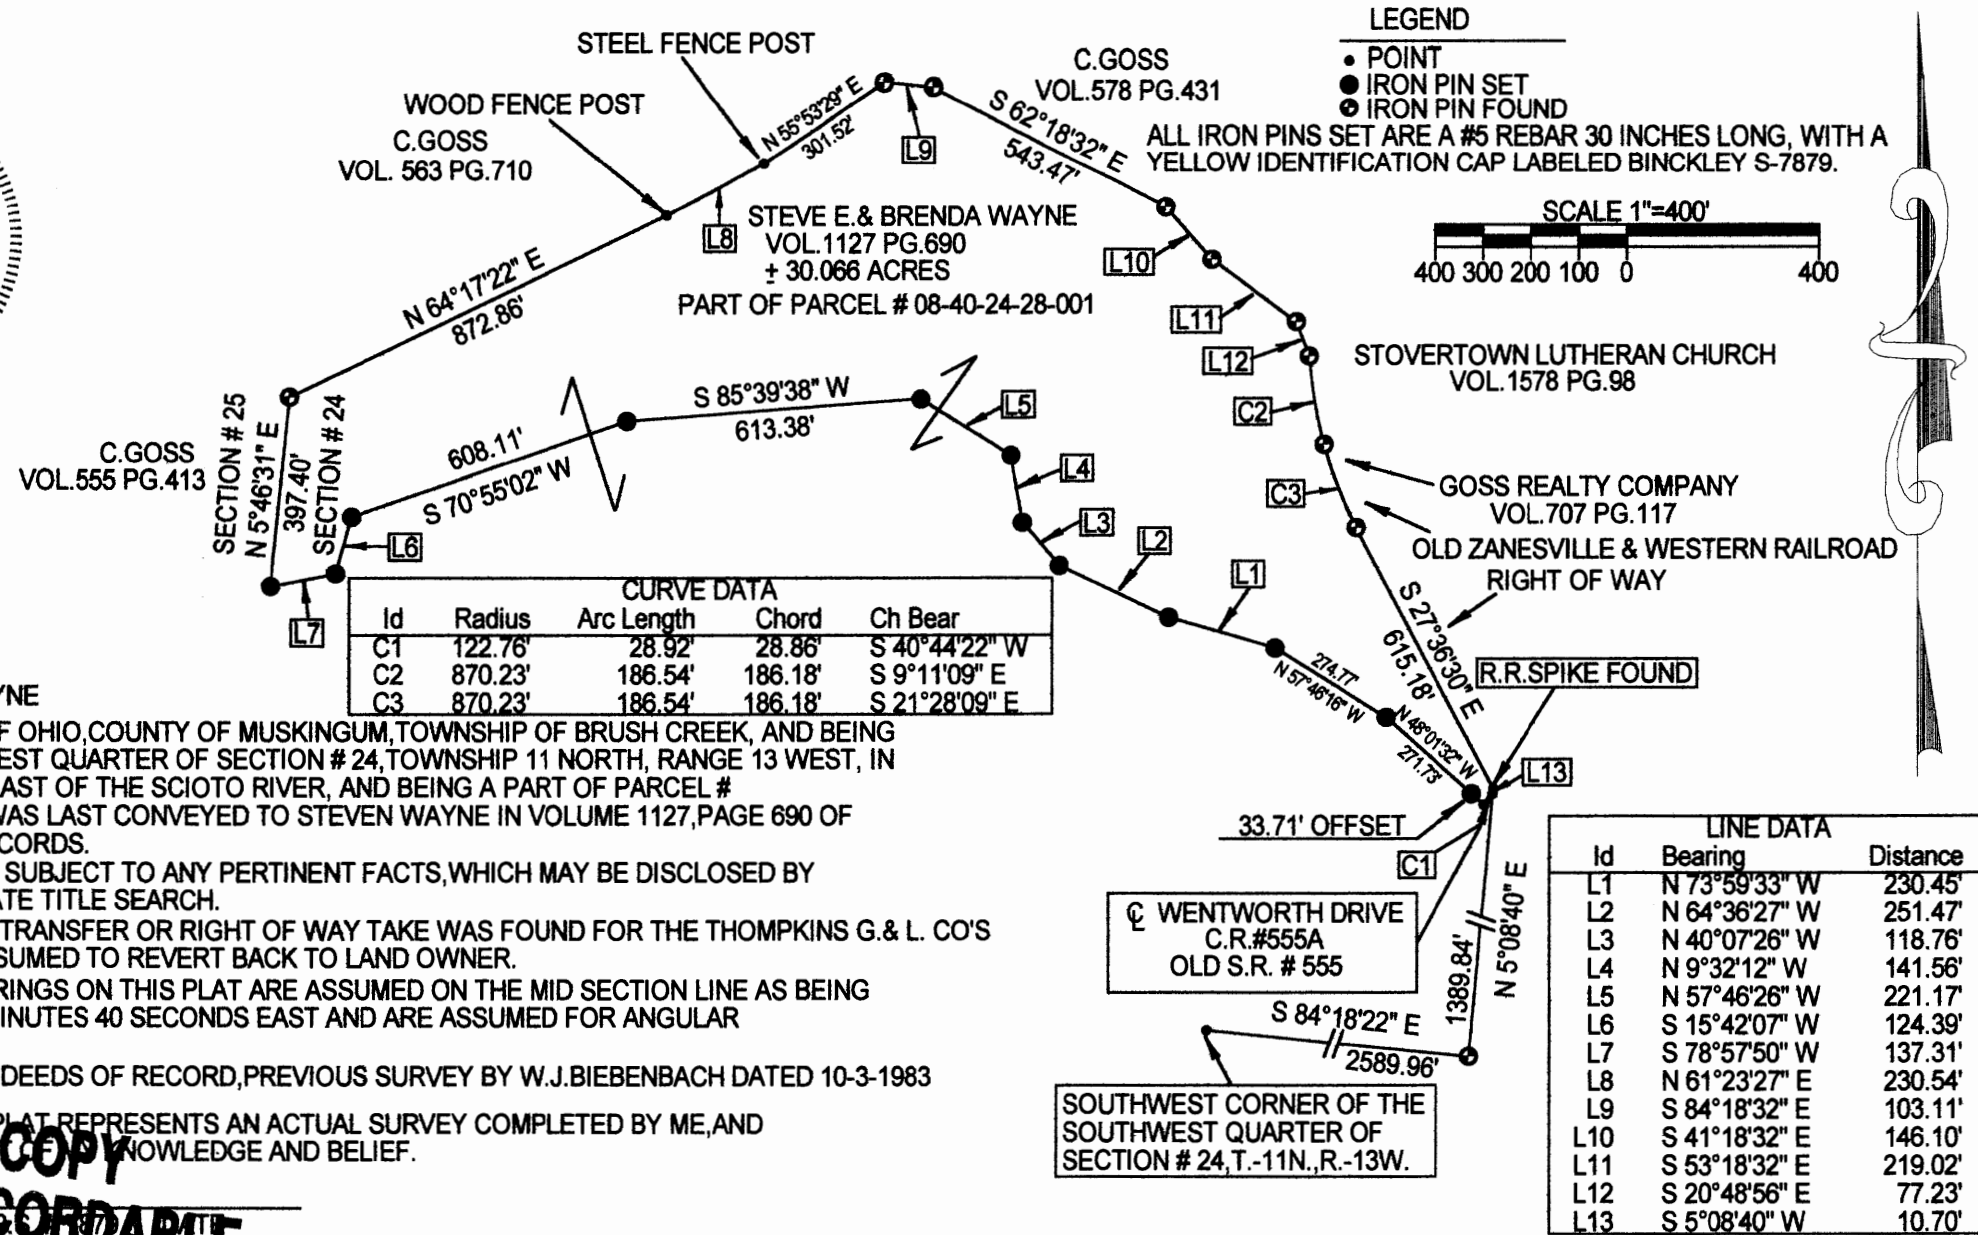 LEGEND
POINT
IRON PIN SET
IRON PIN FOUND
ALL IRON PINS SET ARE A #5 REBAR 30 INCHES LONG, WITH A
YELLOW IDENTIFICATION CAP LABELED BINCKLEY S-7879.
SCALE 1"=400'
400 300 200 100 0 400
STEEL FENCE POST
WOOD FENCE POST
C.GOSS
VOL. 563 PG.710
C.GOSS
VOL.578 PG.431
N 55°53'29" E
301.52'
L9
S 62°18'32" E
543.47'
L8
STEVE E.& BRENDA WAYNE
VOL.1127 PG.690
± 30.066 ACRES
PART OF PARCEL # 08-40-24-28-001
N 64°17'22" E
872.86'
L10
L11
L12
STOVERTOWN LUTHERAN CHURCH
VOL.1578 PG.98
C2
C3
GOSS REALTY COMPANY
VOL.707 PG.117
OLD ZANESVILLE & WESTERN RAILROAD
RIGHT OF WAY
C.GOSS
VOL.555 PG.413
SECTION # 25
N 5°46'31" E
397.40'
SECTION # 24
608.11'
S 70°55'02" W
S 85°39'38" W
613.38'
L5
L4
L3
L2
L1
L6
L7
S 27°36'30" E
615.18'
274.77'
N 57°46'16" W
N 48°01'32" W
271.73'
R.R.SPIKE FOUND
L13
33.71' OFFSET
C1
CURVE DATA
Id Radius Arc Length Chord Ch Bear
C1 122.76' 28.92' 28.86' S 40°44'22" W
C2 870.23' 186.54' 186.18' S 9°11'09" E
C3 870.23' 186.54' 186.18' S 21°28'09" E
℄ WENTWORTH DRIVE
C.R.#555A
OLD S.R. # 555
1389.84'
N 5°08'40" E
S 84°18'22" E
2589.96'
SOUTHWEST CORNER OF THE
SOUTHWEST QUARTER OF
SECTION # 24,T.-11N.,R.-13W.
LINE DATA
Id Bearing Distance
L1 N 73°59'33" W 230.45'
L2 N 64°36'27" W 251.47'
L3 N 40°07'26" W 118.76'
L4 N 9°32'12" W 141.56'
L5 N 57°46'26" W 221.17'
L6 S 15°42'07" W 124.39'
L7 S 78°57'50" W 137.31'
L8 N 61°23'27" E 230.54'
L9 S 84°18'32" E 103.11'
L10 S 41°18'32" E 146.10'
L11 S 53°18'32" E 219.02'
L12 S 20°48'56" E 77.23'
L13 S 5°08'40" W 10.70'
YNE
F OHIO,COUNTY OF MUSKINGUM,TOWNSHIP OF BRUSH CREEK, AND BEING
EST QUARTER OF SECTION # 24,TOWNSHIP 11 NORTH, RANGE 13 WEST, IN
AST OF THE SCIOTO RIVER, AND BEING A PART OF PARCEL #
WAS LAST CONVEYED TO STEVEN WAYNE IN VOLUME 1127,PAGE 690 OF
CORDS.
SUBJECT TO ANY PERTINENT FACTS,WHICH MAY BE DISCLOSED BY
ATE TITLE SEARCH.
TRANSFER OR RIGHT OF WAY TAKE WAS FOUND FOR THE THOMPKINS G.& L. CO'S
SUMED TO REVERT BACK TO LAND OWNER.
RINGS ON THIS PLAT ARE ASSUMED ON THE MID SECTION LINE AS BEING
INUTES 40 SECONDS EAST AND ARE ASSUMED FOR ANGULAR
DEEDS OF RECORD,PREVIOUS SURVEY BY W.J.BIEBENBACH DATED 10-3-1983
PLAT REPRESENTS AN ACTUAL SURVEY COMPLETED BY ME,AND
NOWLEDGE AND BELIEF.
COPY